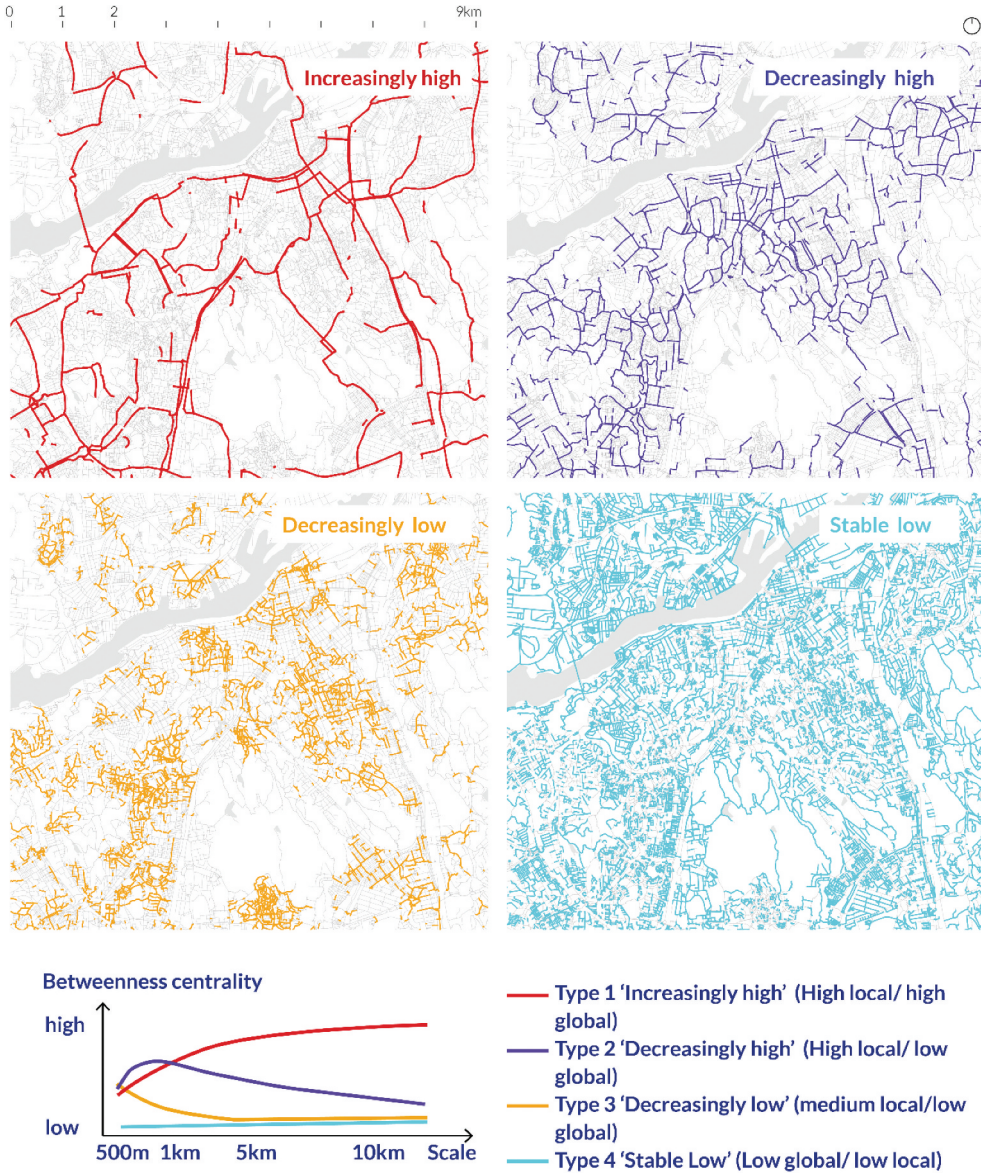 0 1 2 9km
Increasingly high
Decreasingly high
Decreasingly low
Stable low
Betweenness centrality
high
low
500m 1km 5km 10km Scale
Type 1 ‘Increasingly high’ (High local/ high
global)
Type 2 ‘Decreasingly high’ (High local/ low
global)
Type 3 ‘Decreasingly low’ (medium local/low
global)
Type 4 ‘Stable Low’ (Low global/ low local)